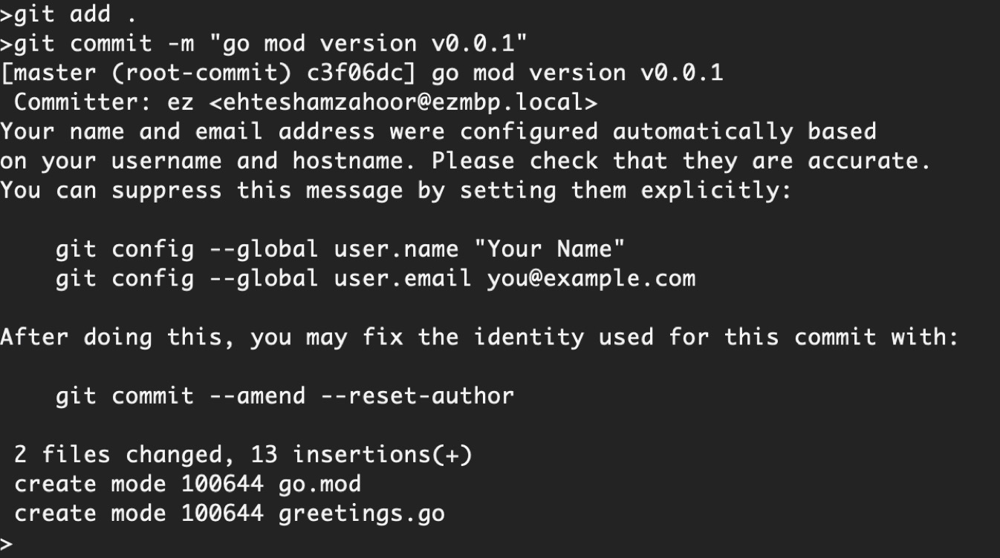 >git add .
>git commit -m "go mod version v0.0.1"
[master (root-commit) c3f06dc] go mod version v0.0.1
 Committer: ez <ehteshamzahoor@ezmbp.local>
Your name and email address were configured automatically based
on your username and hostname. Please check that they are accurate.
You can suppress this message by setting them explicitly:

    git config --global user.name "Your Name"
    git config --global user.email you@example.com

After doing this, you may fix the identity used for this commit with:

    git commit --amend --reset-author

 2 files changed, 13 insertions(+)
 create mode 100644 go.mod
 create mode 100644 greetings.go
>